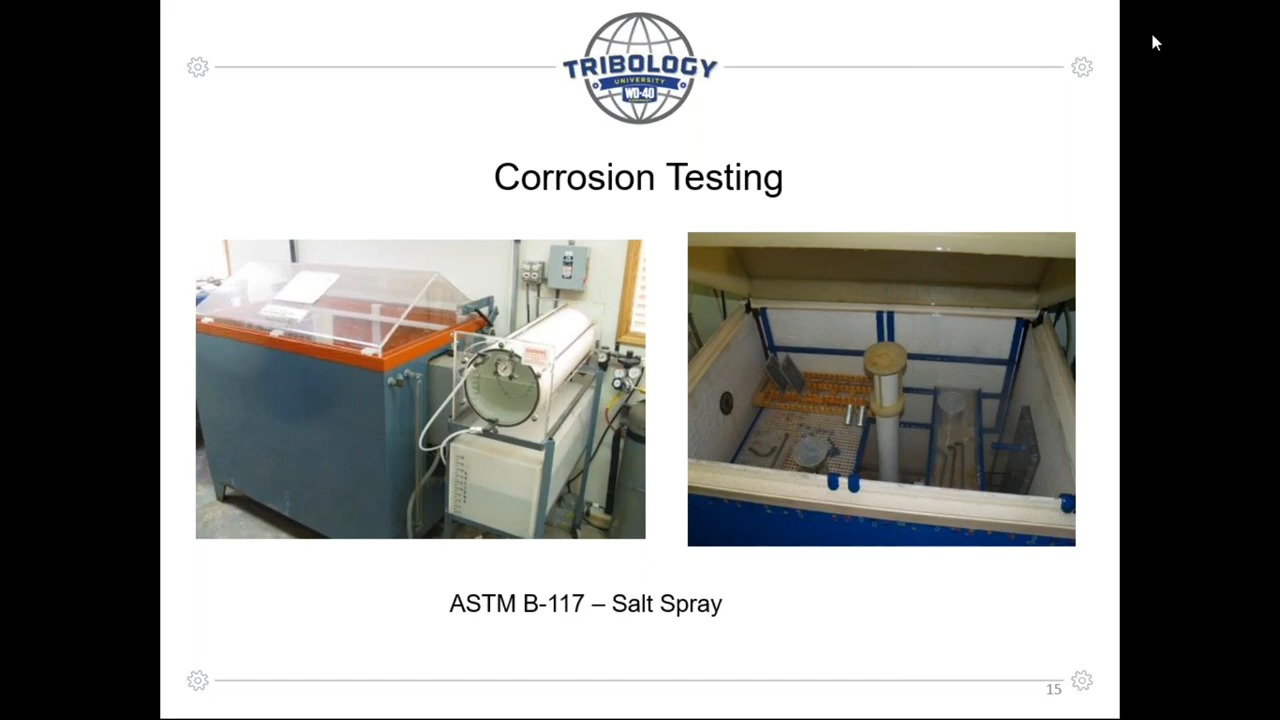 TRIBOLOGY
UNIVERSITY
WD-40
Corrosion Testing
ASTM B-117 – Salt Spray
15